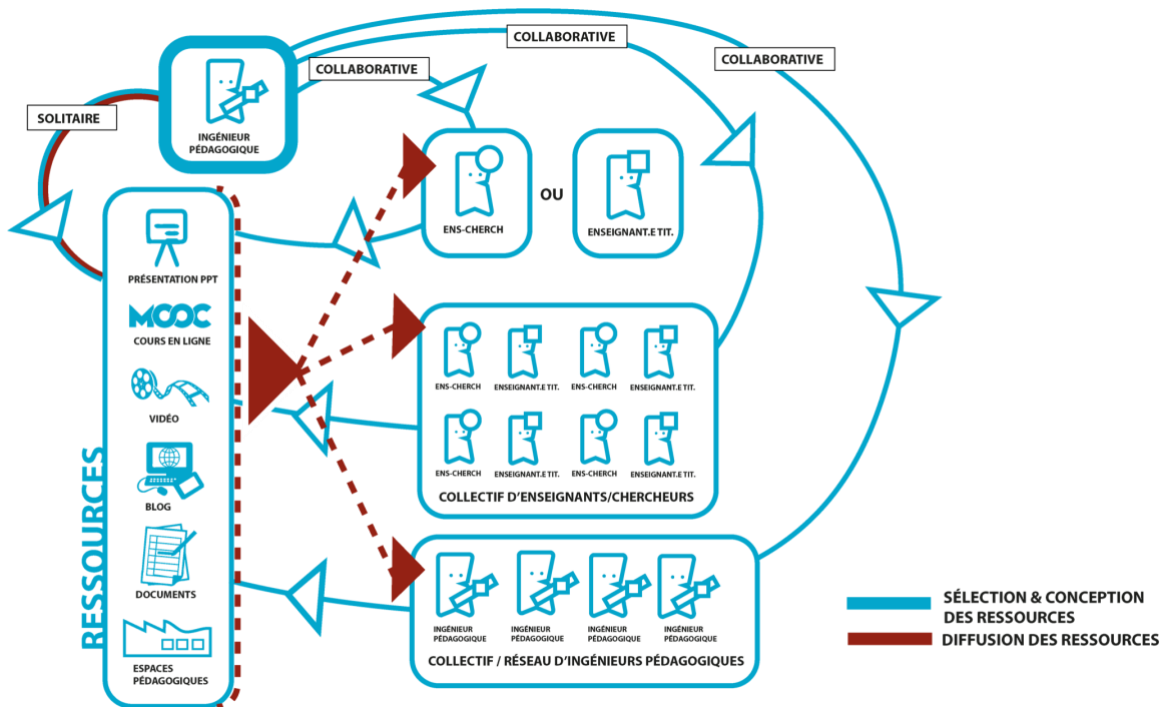 COLLABORATIVE
COLLABORATIVE
COLLABORATIVE
SOLITAIRE
INGÉNIEUR
PÉDAGOGIQUE
ENS-CHERCH
OU
ENSEIGNANT.E TIT.
RESSOURCES
PRÉSENTATION PPT
MOOC
COURS EN LIGNE
VIDÉO
BLOG
DOCUMENTS
ESPACES
PÉDAGOGIQUES
ENS-CHERCH ENSEIGNANT.E TIT. ENS-CHERCH ENSEIGNANT.E TIT.
ENS-CHERCH ENSEIGNANT.E TIT. ENS-CHERCH ENSEIGNANT.E TIT.
COLLECTIF D'ENSEIGNANTS/CHERCHEURS
INGÉNIEUR INGÉNIEUR INGÉNIEUR INGÉNIEUR
PÉDAGOGIQUE PÉDAGOGIQUE PÉDAGOGIQUE PÉDAGOGIQUE
COLLECTIF / RÉSEAU D'INGÉNIEURS PÉDAGOGIQUES
SÉLECTION & CONCEPTION
DES RESSOURCES
DIFFUSION DES RESSOURCES